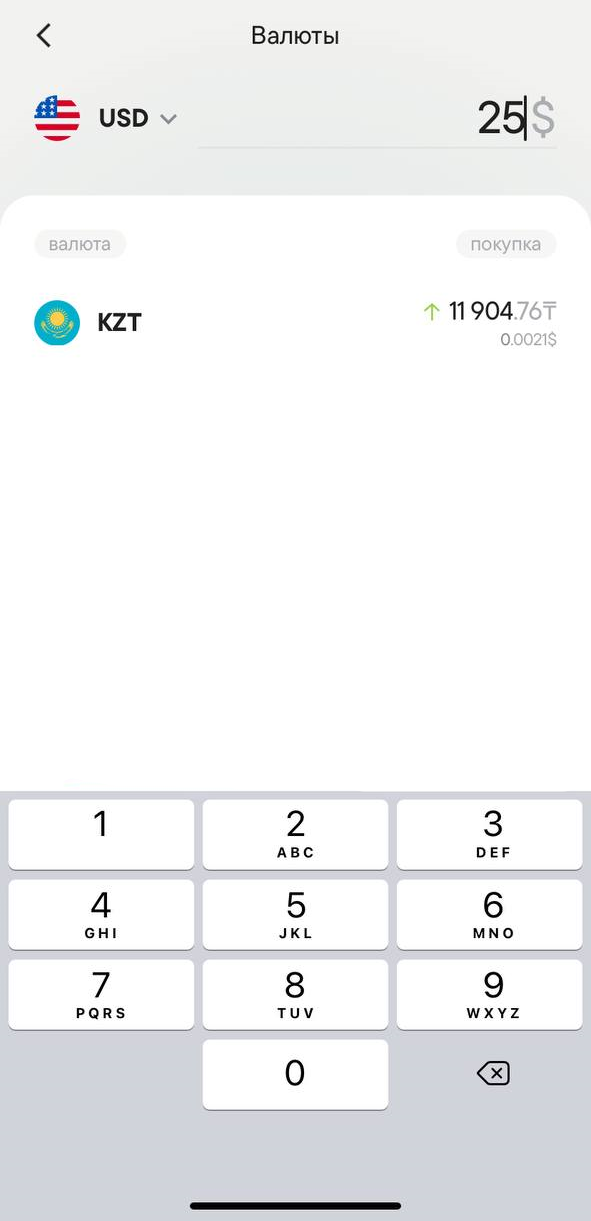 Валюты
USD 25$
валюта покупка
KZT ↑ 11 904.76₸
0.0021$
1 2 3
ABC DEF
4 5 6
GHI JKL MNO
7 8 9
PQRS TUV WXYZ
0